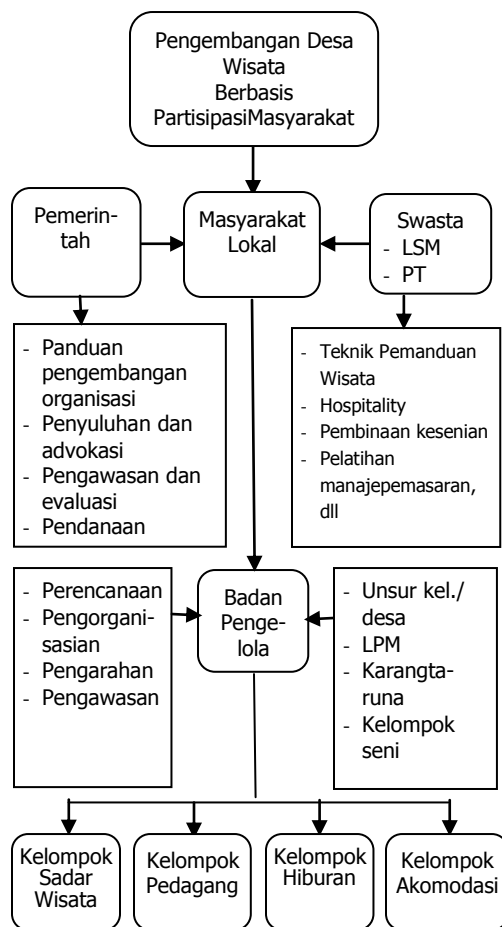 Pengembangan Desa
Wisata
Berbasis
PartisipasiMasyarakat
Pemerin-
tah
Masyarakat
Lokal
Swasta
- LSM
- PT
- Panduan
pengembangan
organisasi
- Penyuluhan dan
advokasi
- Pengawasan dan
evaluasi
- Pendanaan
- Teknik Pemanduan
Wisata
- Hospitality
- Pembinaan kesenian
- Pelatihan
manajepemasaran,
dll
- Perencanaan
- Pengorgani-
sasian
- Pengarahan
- Pengawasan
Badan
Penge-
lola
- Unsur kel./
desa
- LPM
- Karangta-
runa
- Kelompok
seni
Kelompok
Sadar
Wisata
Kelompok
Pedagang
Kelompok
Hiburan
Kelompok
Akomodasi